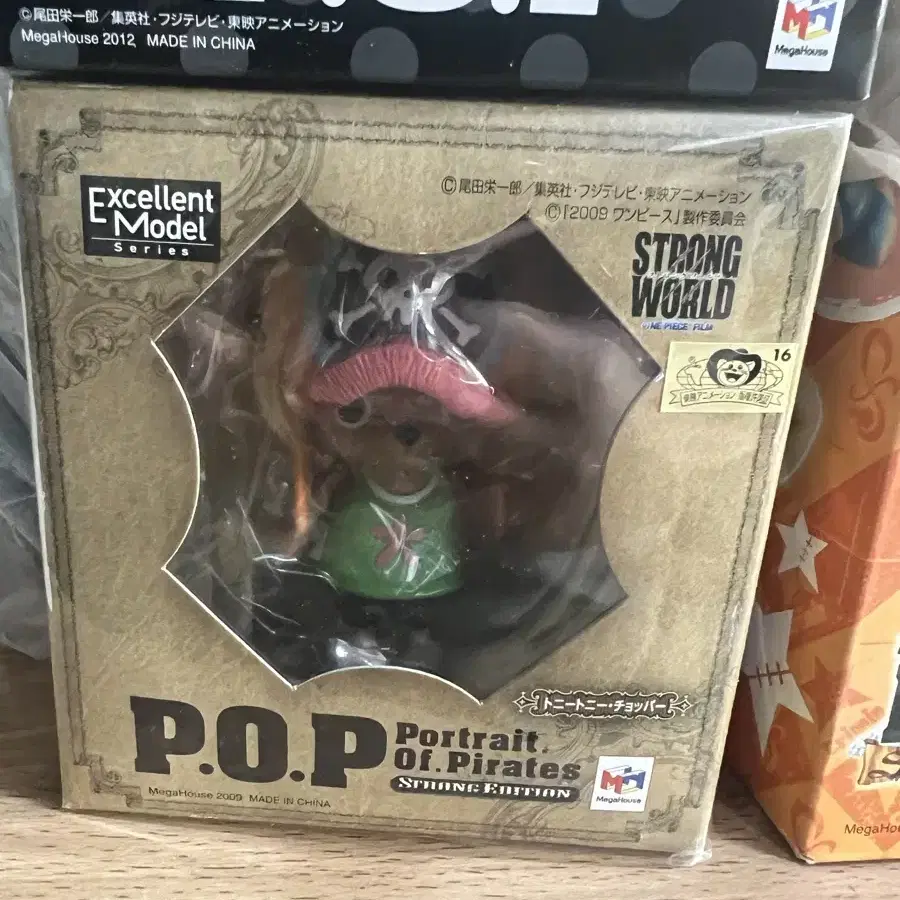 ©尾田栄一郎／集英社・フジテレビ・東映アニメーション
MegaHouse 2012 MADE IN CHINA
MegaHouse
Excellent
Model
Series
©尾田栄一郎／集英社・フジテレビ・東映アニメーション
©「2009 ワンピース」製作委員会
STRONG
WORLD
ONE PIECE FILM
16
トニートニー・チョッパー
P.O.P
Portrait.
Of.Pirates
STRONG EDITION
MegaHouse 2009 MADE IN CHINA
MegaHouse
MegaHou